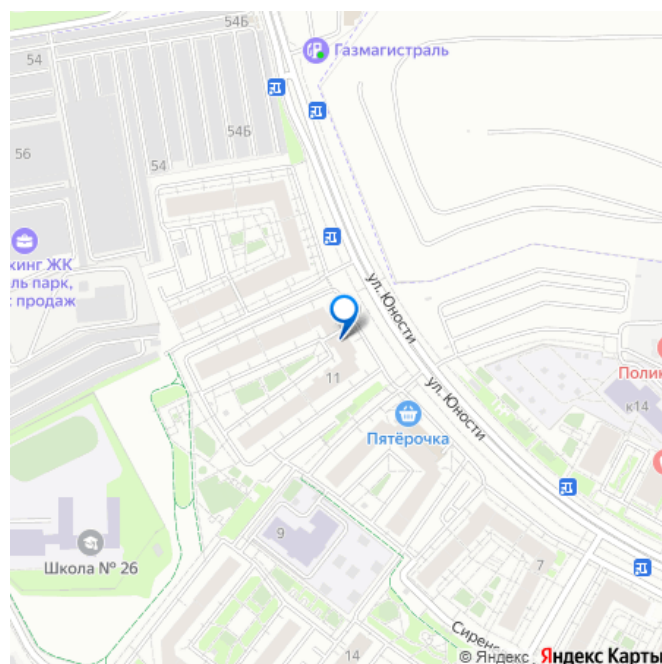 54Б
54
Газмагистраль
54Б
56
54
кинг ЖК
ль парк,
продаж
ул. Юности
11
ул. Юности
Полик
к14
Пятёрочка
9
Школа № 26
7
14
Сирен
© Яндекс Яндекс Карты